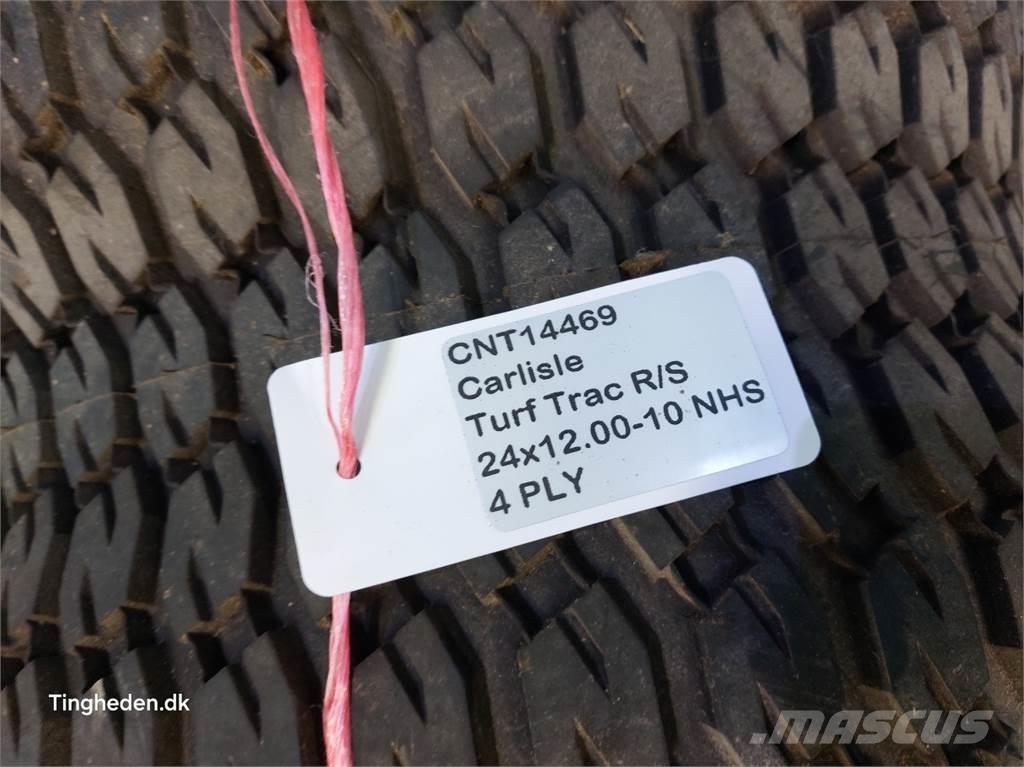 CNT14469
Carlisle
Turf Trac R/S
24x12.00-10 NHS
4 PLY
Tingheden.dk
MASCUS